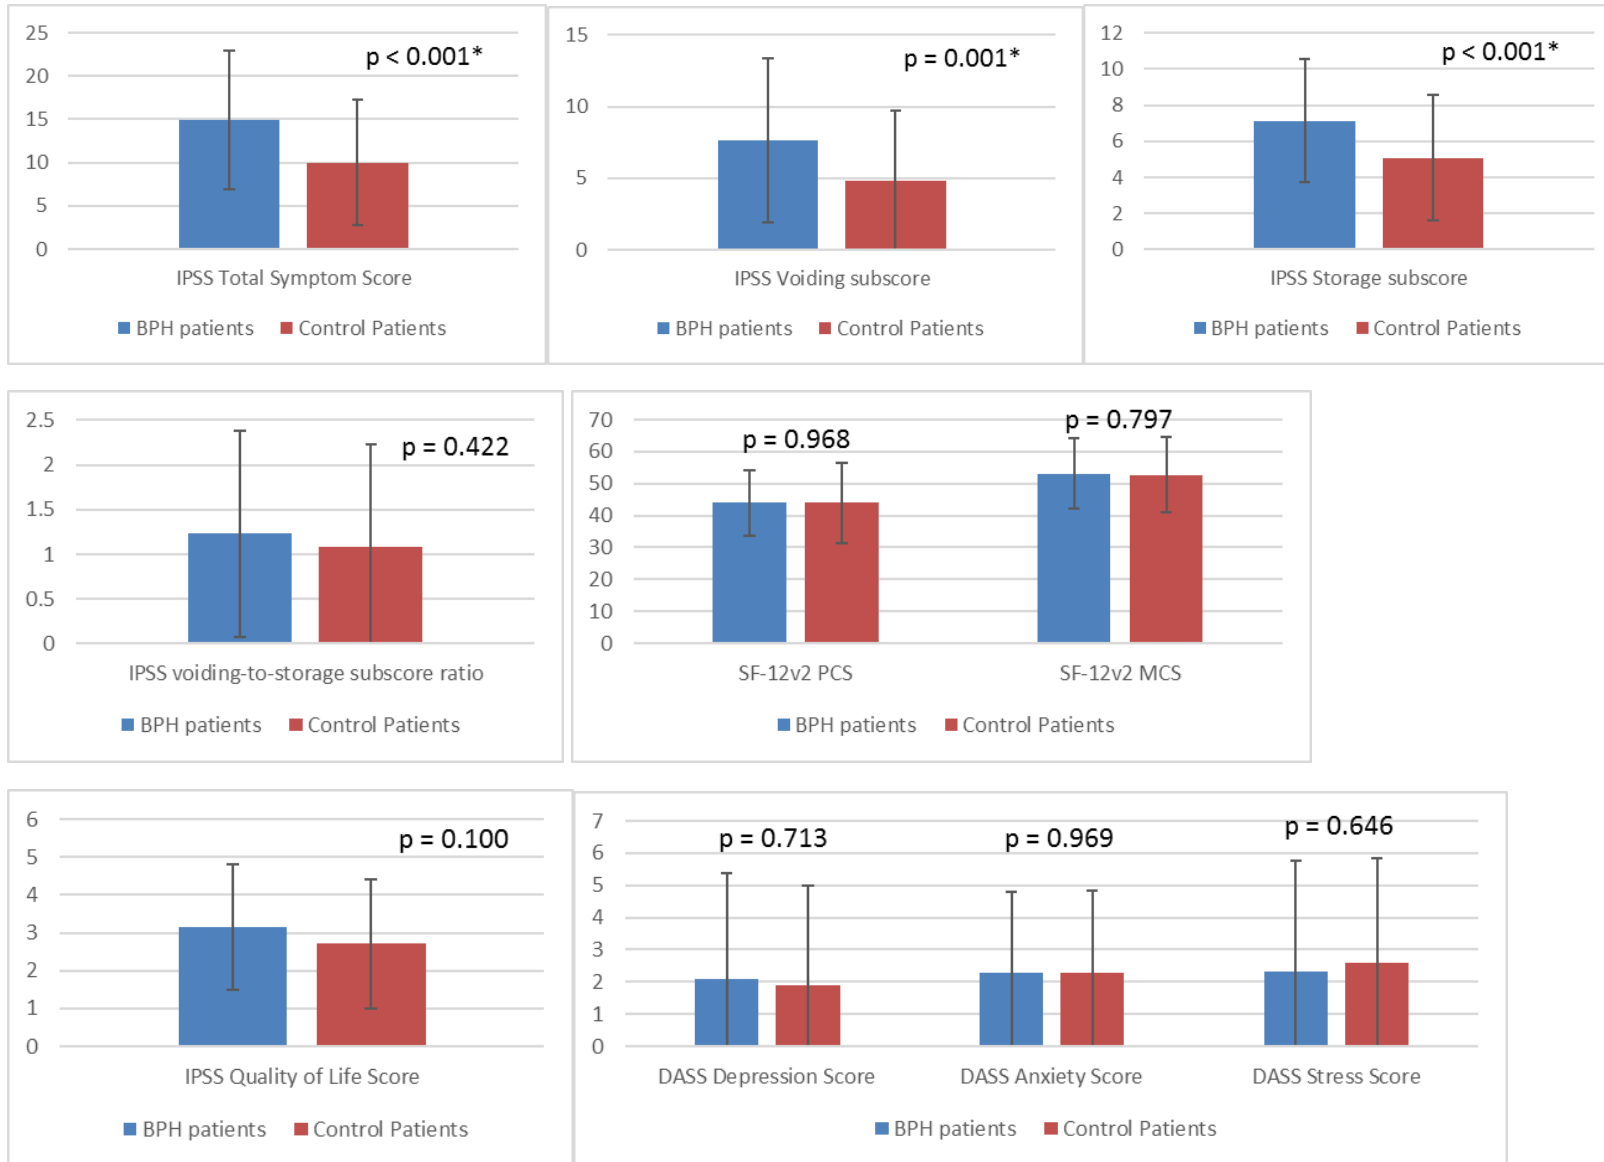 25
20
15
10
5
0
p < 0.001*
IPSS Total Symptom Score
BPH patients Control Patients
15
10
5
0
p = 0.001*
IPSS Voiding subscore
BPH patients Control Patients
12
10
8
6
4
2
0
p < 0.001*
IPSS Storage subscore
BPH patients Control Patients
2.5
2
1.5
1
0.5
0
p = 0.422
IPSS voiding-to-storage subscore ratio
BPH patients Control Patients
70
60
50
40
30
20
10
0
p = 0.968
p = 0.797
SF-12v2 PCS SF-12v2 MCS
BPH patients Control Patients
6
5
4
3
2
1
0
p = 0.100
IPSS Quality of Life Score
BPH patients Control Patients
7
6
5
4
3
2
1
0
p = 0.713 p = 0.969 p = 0.646
DASS Depression Score DASS Anxiety Score DASS Stress Score
BPH patients Control Patients